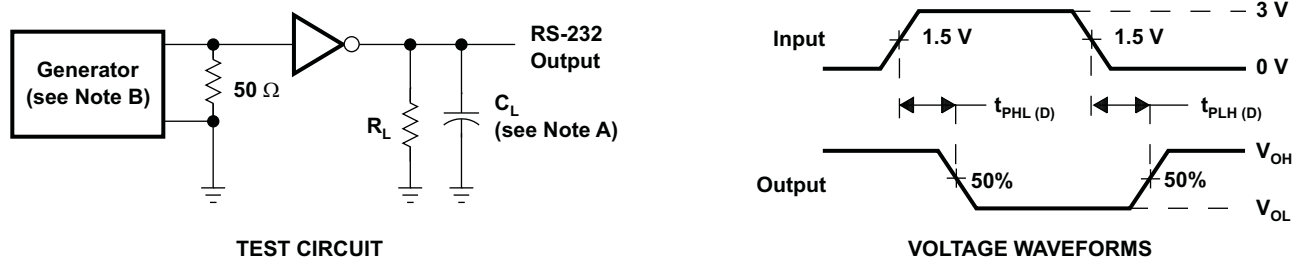 Generator
(see Note B)
50 Ω
RS-232
Output
R_L
C_L
(see Note A)
TEST CIRCUIT
Input
1.5 V
1.5 V
3 V
0 V
t_PHL (D)
t_PLH (D)
Output
50%
50%
V_OH
V_OL
VOLTAGE WAVEFORMS